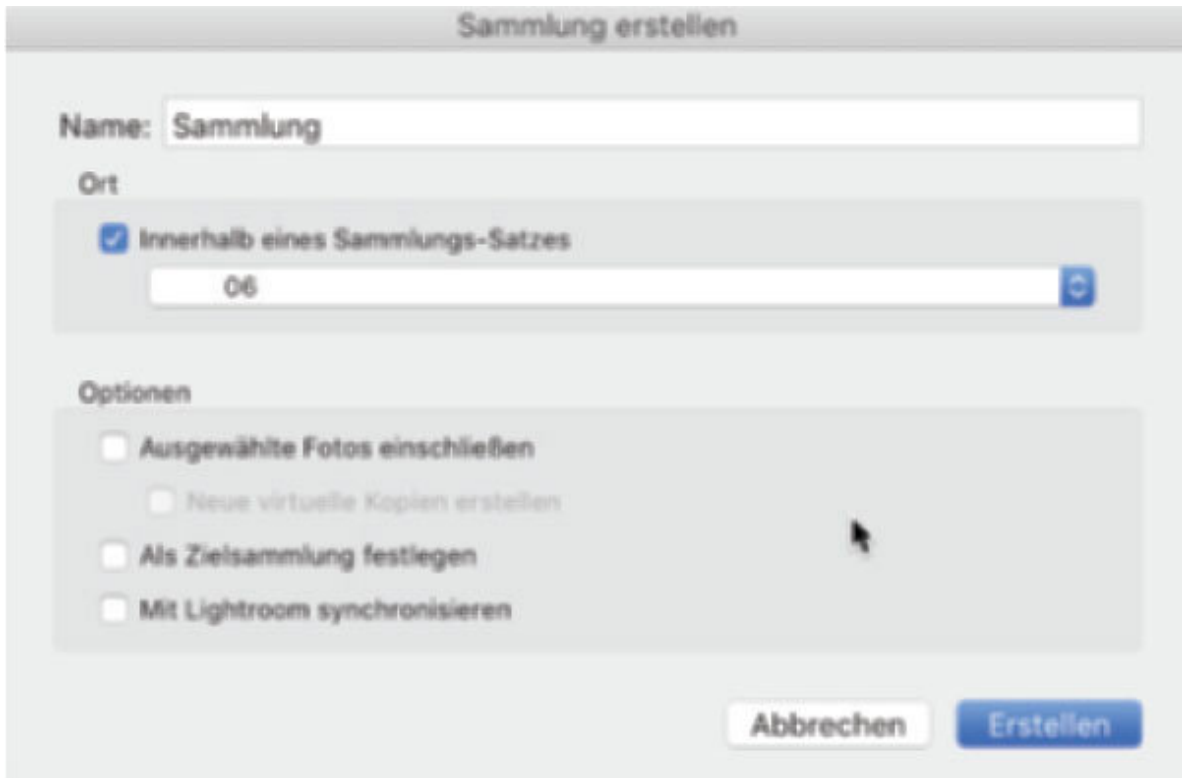 Sammlung erstellen
Name: Sammlung
Ort
Innerhalb eines Sammlungs-Satzes
06
Optionen
Ausgewählte Fotos einschließen
Neue virtuelle Kopien erstellen
Als Zielsammlung festlegen
Mit Lightroom synchronisieren
Abbrechen Erstellen